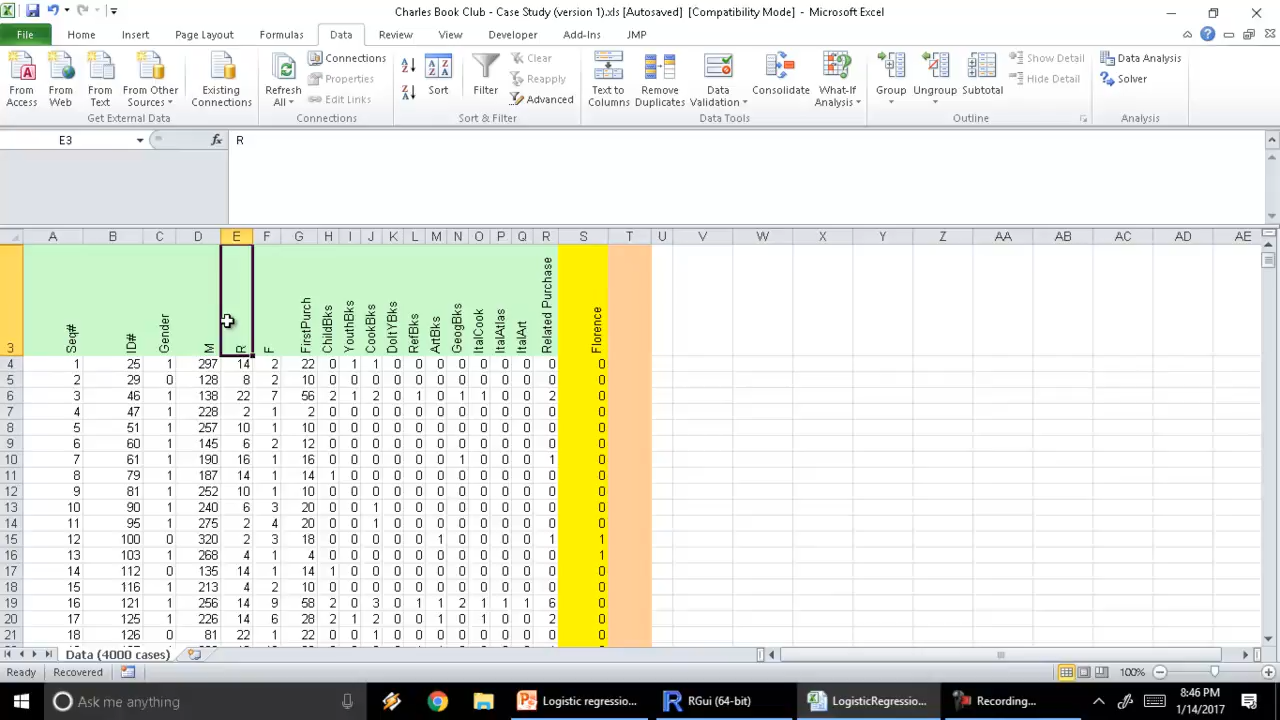 Charles Book Club - Case Study (version 1).xls [Autosaved] [Compatibility Mode] - Microsoft Excel
File Home Insert Page Layout Formulas Data Review View Developer Add-Ins JMP
From Access
From Web
From Text
From Other Sources
Existing Connections
Get External Data
Refresh All
Connections
Properties
Edit Links
Connections
Sort
Filter
Clear
Reapply
Advanced
Sort & Filter
Text to Columns
Remove Duplicates
Data Validation
Consolidate
What-If Analysis
Data Tools
Group
Ungroup
Subtotal
Show Detail
Hide Detail
Outline
Data Analysis
Solver
Analysis
E3 fx R
A B C D E F G H I J K L M N O P Q R S T U V W X Y Z AA AB AC AD AE
3 Seq# ID# Gender M R F FirstPurch ChildBks YouthBks CookBks DoItYBks RefBks ArtBks GeogBks ItalCook ItalAtlas ItalArt Related Purchase Florence
4 1 25 1 297 14 2 22 0 1 1 0 0 0 0 0 0 0 0 0
5 2 29 0 128 8 2 10 0 0 0 0 0 0 0 0 0 0 0 0
6 3 46 1 138 22 7 56 2 1 2 0 1 0 1 1 0 0 2 0
7 4 47 1 228 2 1 2 0 0 0 0 0 0 0 0 0 0 0 0
8 5 51 1 257 10 1 10 0 0 0 0 0 0 0 0 0 0 0 0
9 6 60 1 145 6 2 12 0 0 0 0 0 0 0 0 0 0 0 0
10 7 61 1 190 16 1 16 0 0 0 0 0 0 1 0 0 0 1 0
11 8 79 1 187 14 1 14 1 0 0 0 0 0 0 0 0 0 0 0
12 9 81 1 252 10 1 10 0 0 0 0 0 0 0 0 0 0 0 0
13 10 90 1 240 6 3 20 0 0 1 0 0 0 0 0 0 0 0 0
14 11 95 1 275 2 4 20 0 0 1 0 0 0 0 0 0 0 0 0
15 12 100 0 320 2 3 18 0 0 0 0 0 1 0 0 0 0 1 1
16 13 103 1 268 4 1 4 0 0 0 0 0 0 0 0 0 0 0 1
17 14 112 0 135 14 1 14 1 0 0 0 0 0 0 0 0 0 0 0
18 15 116 1 213 4 2 10 0 0 0 0 0 0 0 0 0 0 0 0
19 16 121 1 256 14 9 58 2 0 3 0 1 1 2 1 1 1 6 0
20 17 125 1 226 14 6 28 2 1 2 0 0 1 1 0 0 0 2 0
21 18 126 0 81 22 1 22 0 0 1 0 0 0 0 0 0 0 0 0
Data (4000 cases)
Ready Recovered 100%
Ask me anything
Logistic regressio...
RGui (64-bit)
LogisticRegressio...
Recording...
8:46 PM
1/14/2017